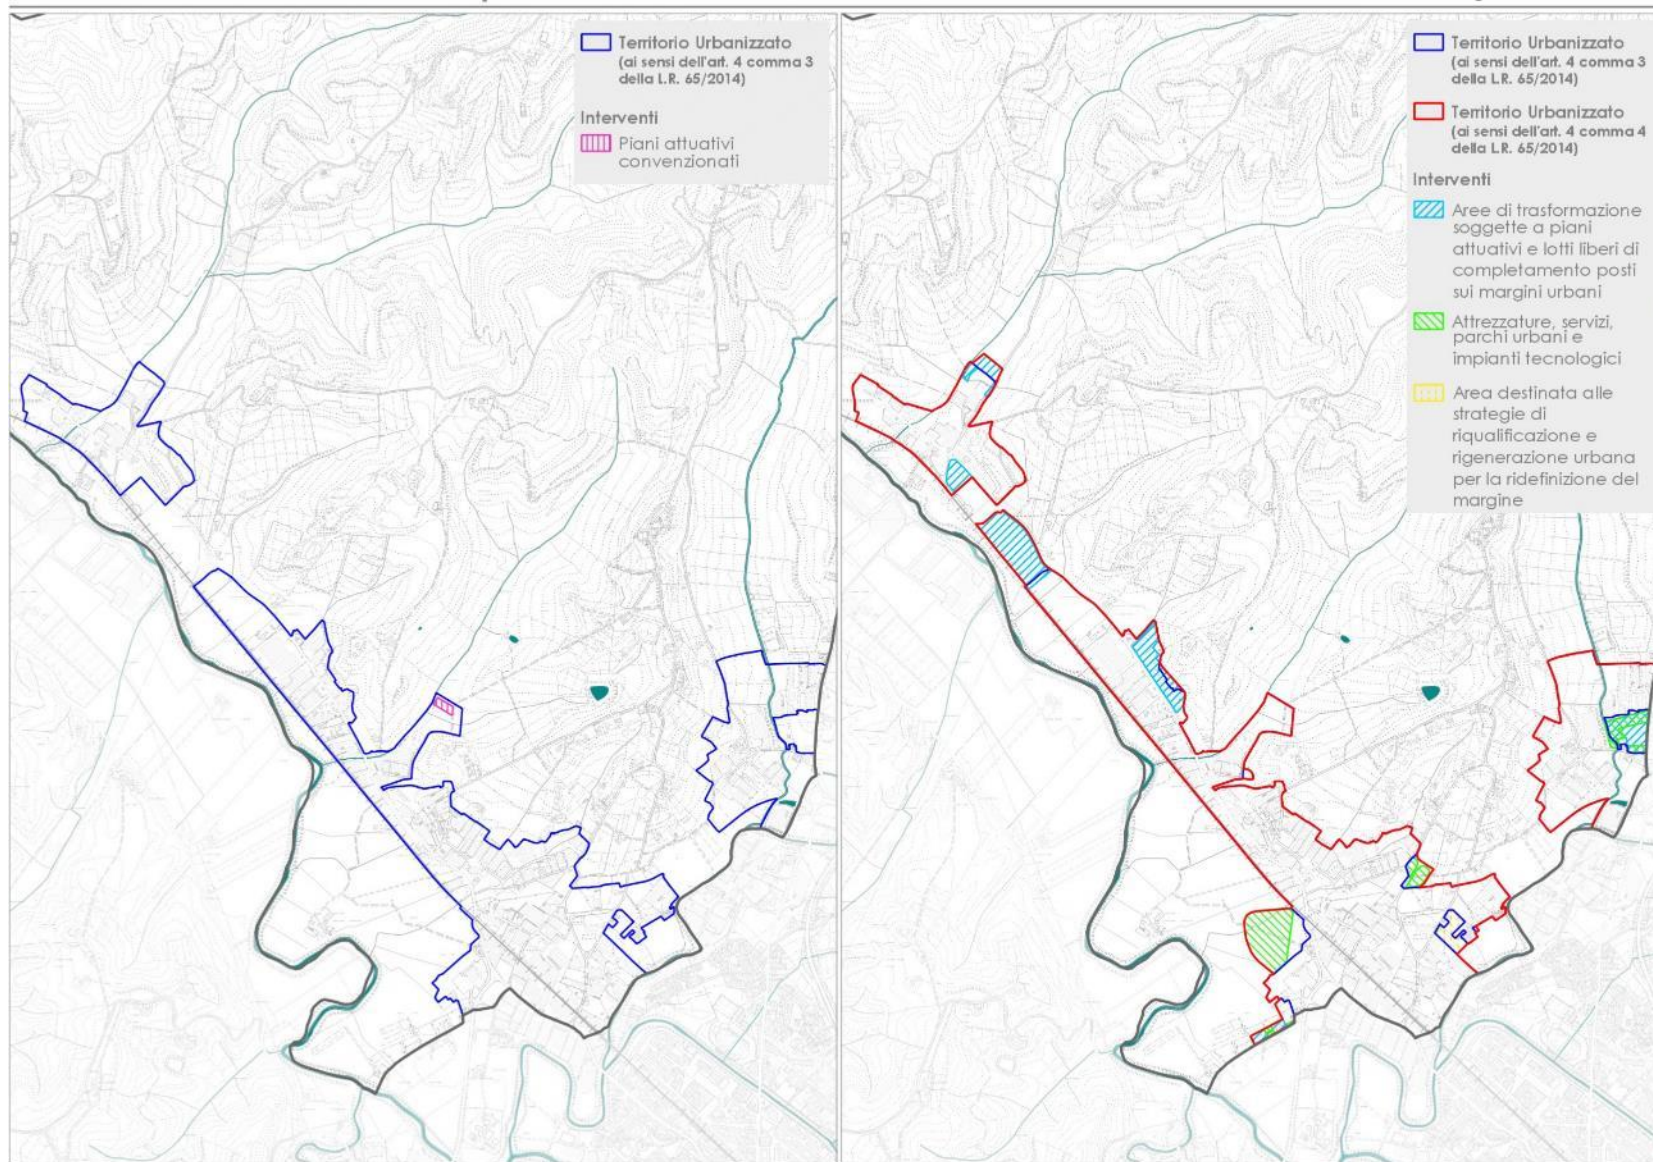 Territorio Urbanizzato
(ai sensi dell'art. 4 comma 3
della L.R. 65/2014)
Interventi
Piani attuativi
convenzionati
Territorio Urbanizzato
(ai sensi dell'art. 4 comma 3
della L.R. 65/2014)
Territorio Urbanizzato
(ai sensi dell'art. 4 comma 4
della L.R. 65/2014)
Interventi
Aree di trasformazione
soggette a piani
attuativi e lotti liberi di
completamento posti
sui margini urbani
Attrezzature, servizi,
parchi urbani e
impianti tecnologici
Area destinata alle
strategie di
riqualificazione e
rigenerazione urbana
per la ridefinizione del
margine